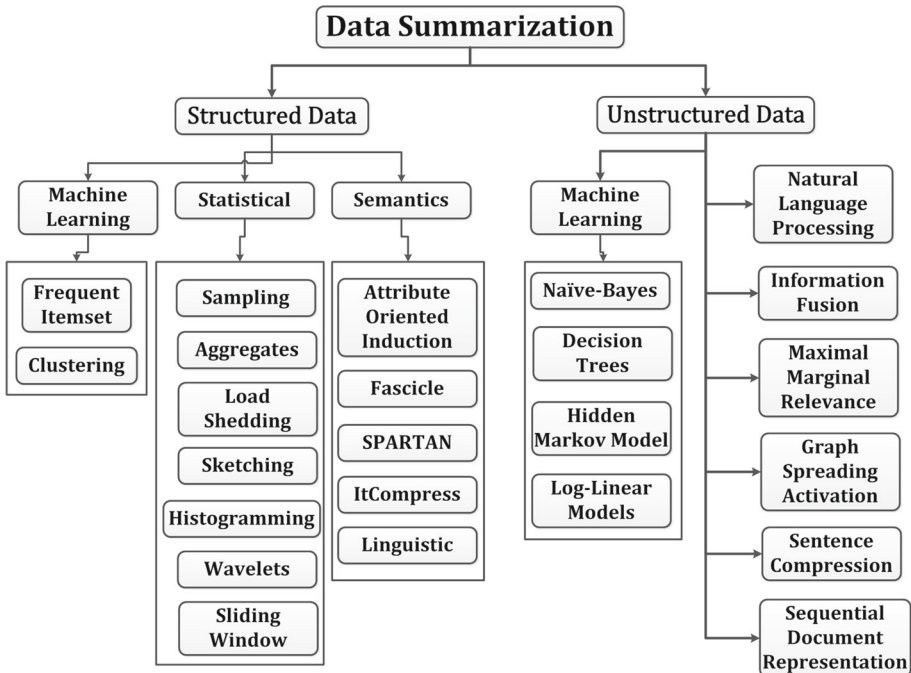 Data Summarization
Structured Data
Unstructured Data
Machine
Learning
Statistical
Semantics
Frequent
Itemset
Clustering
Sampling
Aggregates
Load
Shedding
Sketching
Histogramming
Wavelets
Sliding
Window
Attribute
Oriented
Induction
Fascicle
SPARTAN
ItCompress
Linguistic
Machine
Learning
Naïve-Bayes
Decision
Trees
Hidden
Markov Model
Log-Linear
Models
Natural
Language
Processing
Information
Fusion
Maximal
Marginal
Relevance
Graph
Spreading
Activation
Sentence
Compression
Sequential
Document
Representation